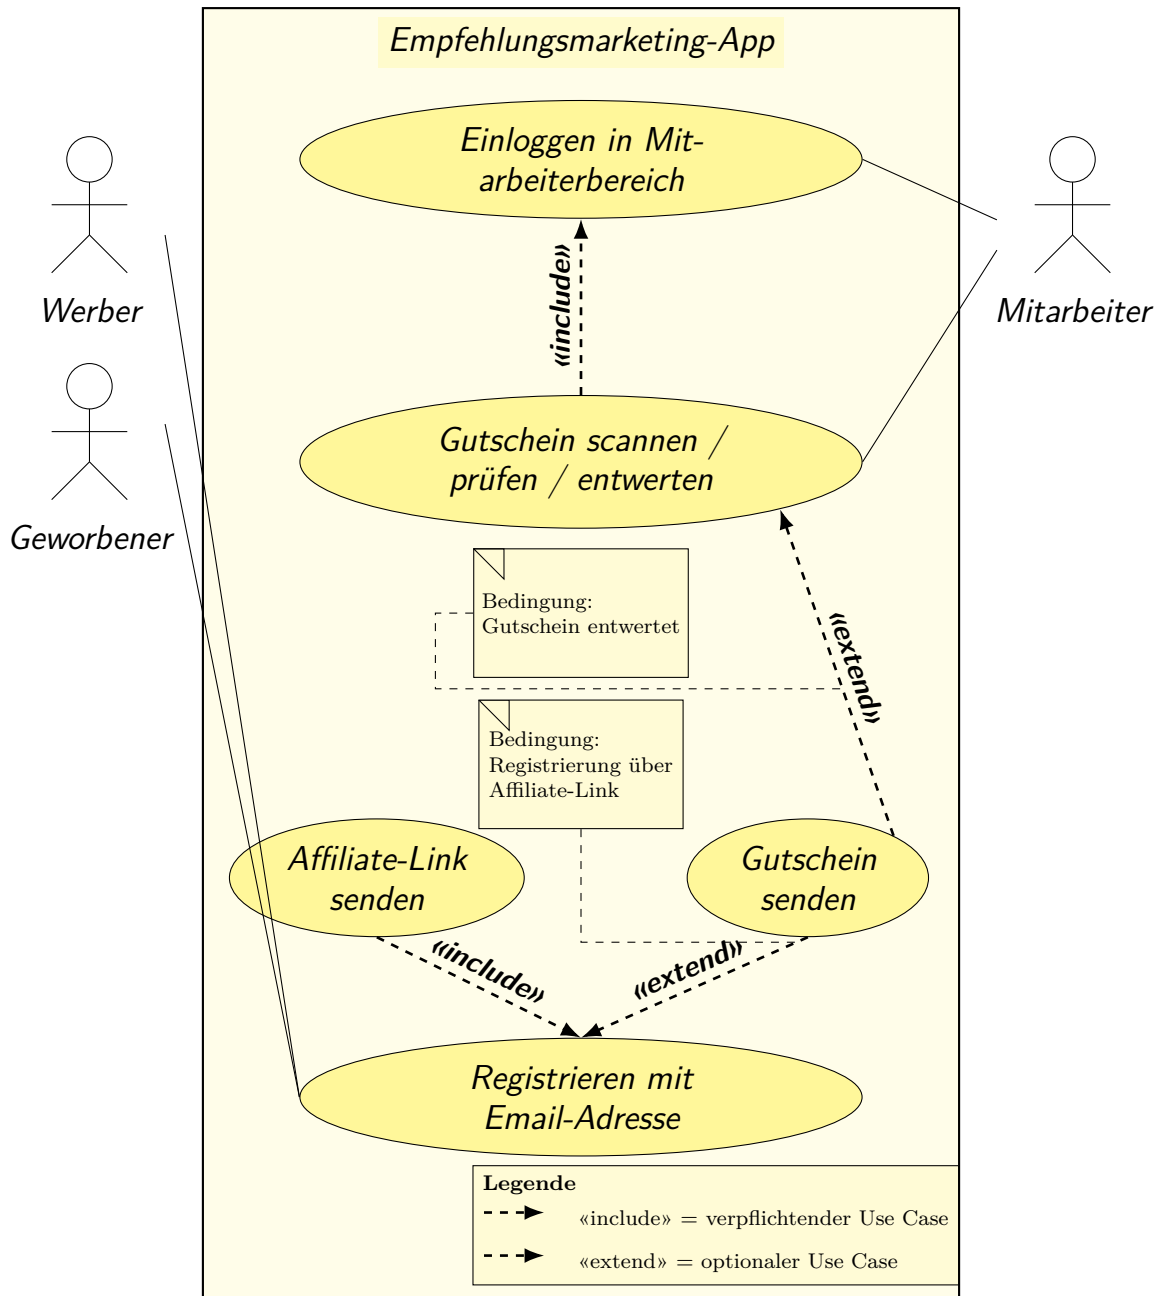 Empfehlungsmarketing-App
Einloggen in Mit-
arbeiterbereich
Werber
Mitarbeiter
«include»
Geworbener
Gutschein scannen /
prüfen / entwerten
Bedingung:
Gutschein entwertet
«extend»
Bedingung:
Registrierung über
Affiliate-Link
Affiliate-Link
senden
Gutschein
senden
«include»
«extend»
Registrieren mit
Email-Adresse
Legende
«include» = verpflichtender Use Case
«extend» = optionaler Use Case